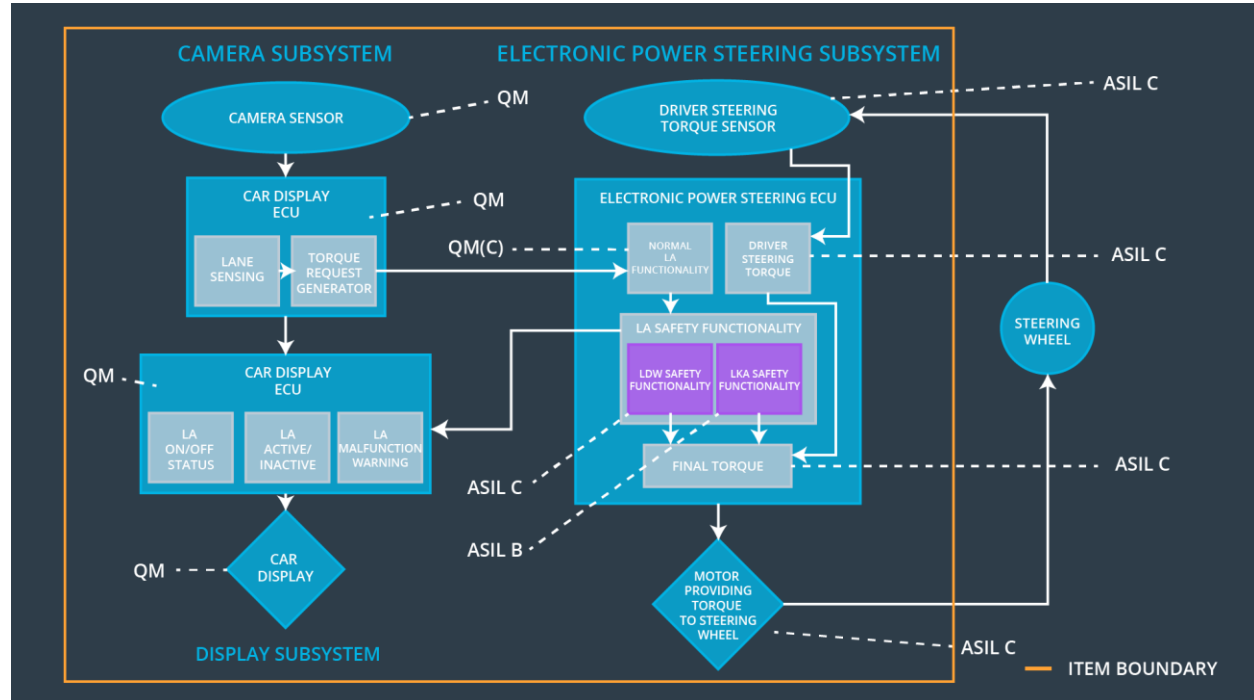 CAMERA SUBSYSTEM
ELECTRONIC POWER STEERING SUBSYSTEM
CAMERA SENSOR
QM
DRIVER STEERING
TORQUE SENSOR
ASIL C
CAR DISPLAY
ECU
QM
LANE
SENSING
TORQUE
REQUEST
GENERATOR
ELECTRONIC POWER STEERING ECU
QM(C)
NORMAL
LA
FUNCTIONALITY
DRIVER
STEERING
TORQUE
ASIL C
LA SAFETY FUNCTIONALITY
LDW SAFETY
FUNCTIONALITY
LKA SAFETY
FUNCTIONALITY
STEERING
WHEEL
QM
CAR DISPLAY
ECU
LA
ON/OFF
STATUS
LA
ACTIVE/
INACTIVE
LA
MALFUNCTION
WARNING
FINAL TORQUE
ASIL C
ASIL C
ASIL B
QM
CAR
DISPLAY
MOTOR
PROVIDING
TORQUE
TO STEERING
WHEEL
ASIL C
DISPLAY SUBSYSTEM
ITEM BOUNDARY